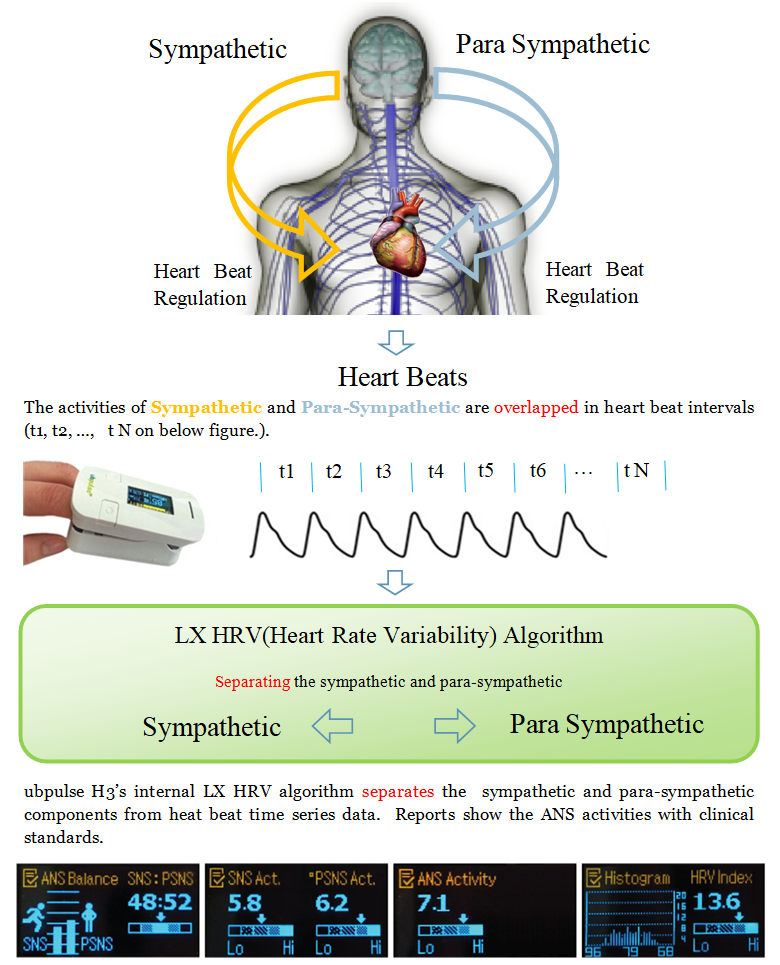 Sympathetic
Para Sympathetic
Heart Beat
Regulation
Heart Beat
Regulation
Heart Beats
The activities of Sympathetic and Para-Sympathetic are overlapped in heart beat intervals
(t1, t2, ..., t N on below figure.).
t1 t2 t3 t4 t5 t6 ... t N
LX HRV(Heart Rate Variability) Algorithm
Separating the sympathetic and para-sympathetic
Sympathetic
Para Sympathetic
ubpulse H3's internal LX HRV algorithm separates the sympathetic and para-sympathetic
components from heat beat time series data. Reports show the ANS activities with clinical
standards.
ANS Balance SNS:PSNS
48:52
SNS PSNS
SNS Act. °PSNS Act.
5.8 6.2
Lo Hi Lo Hi
ANS Activity
7.1
Lo Hi
Histogram HRV Index
20
16
12
8
4
13.6
96 79 68
Lo Hi